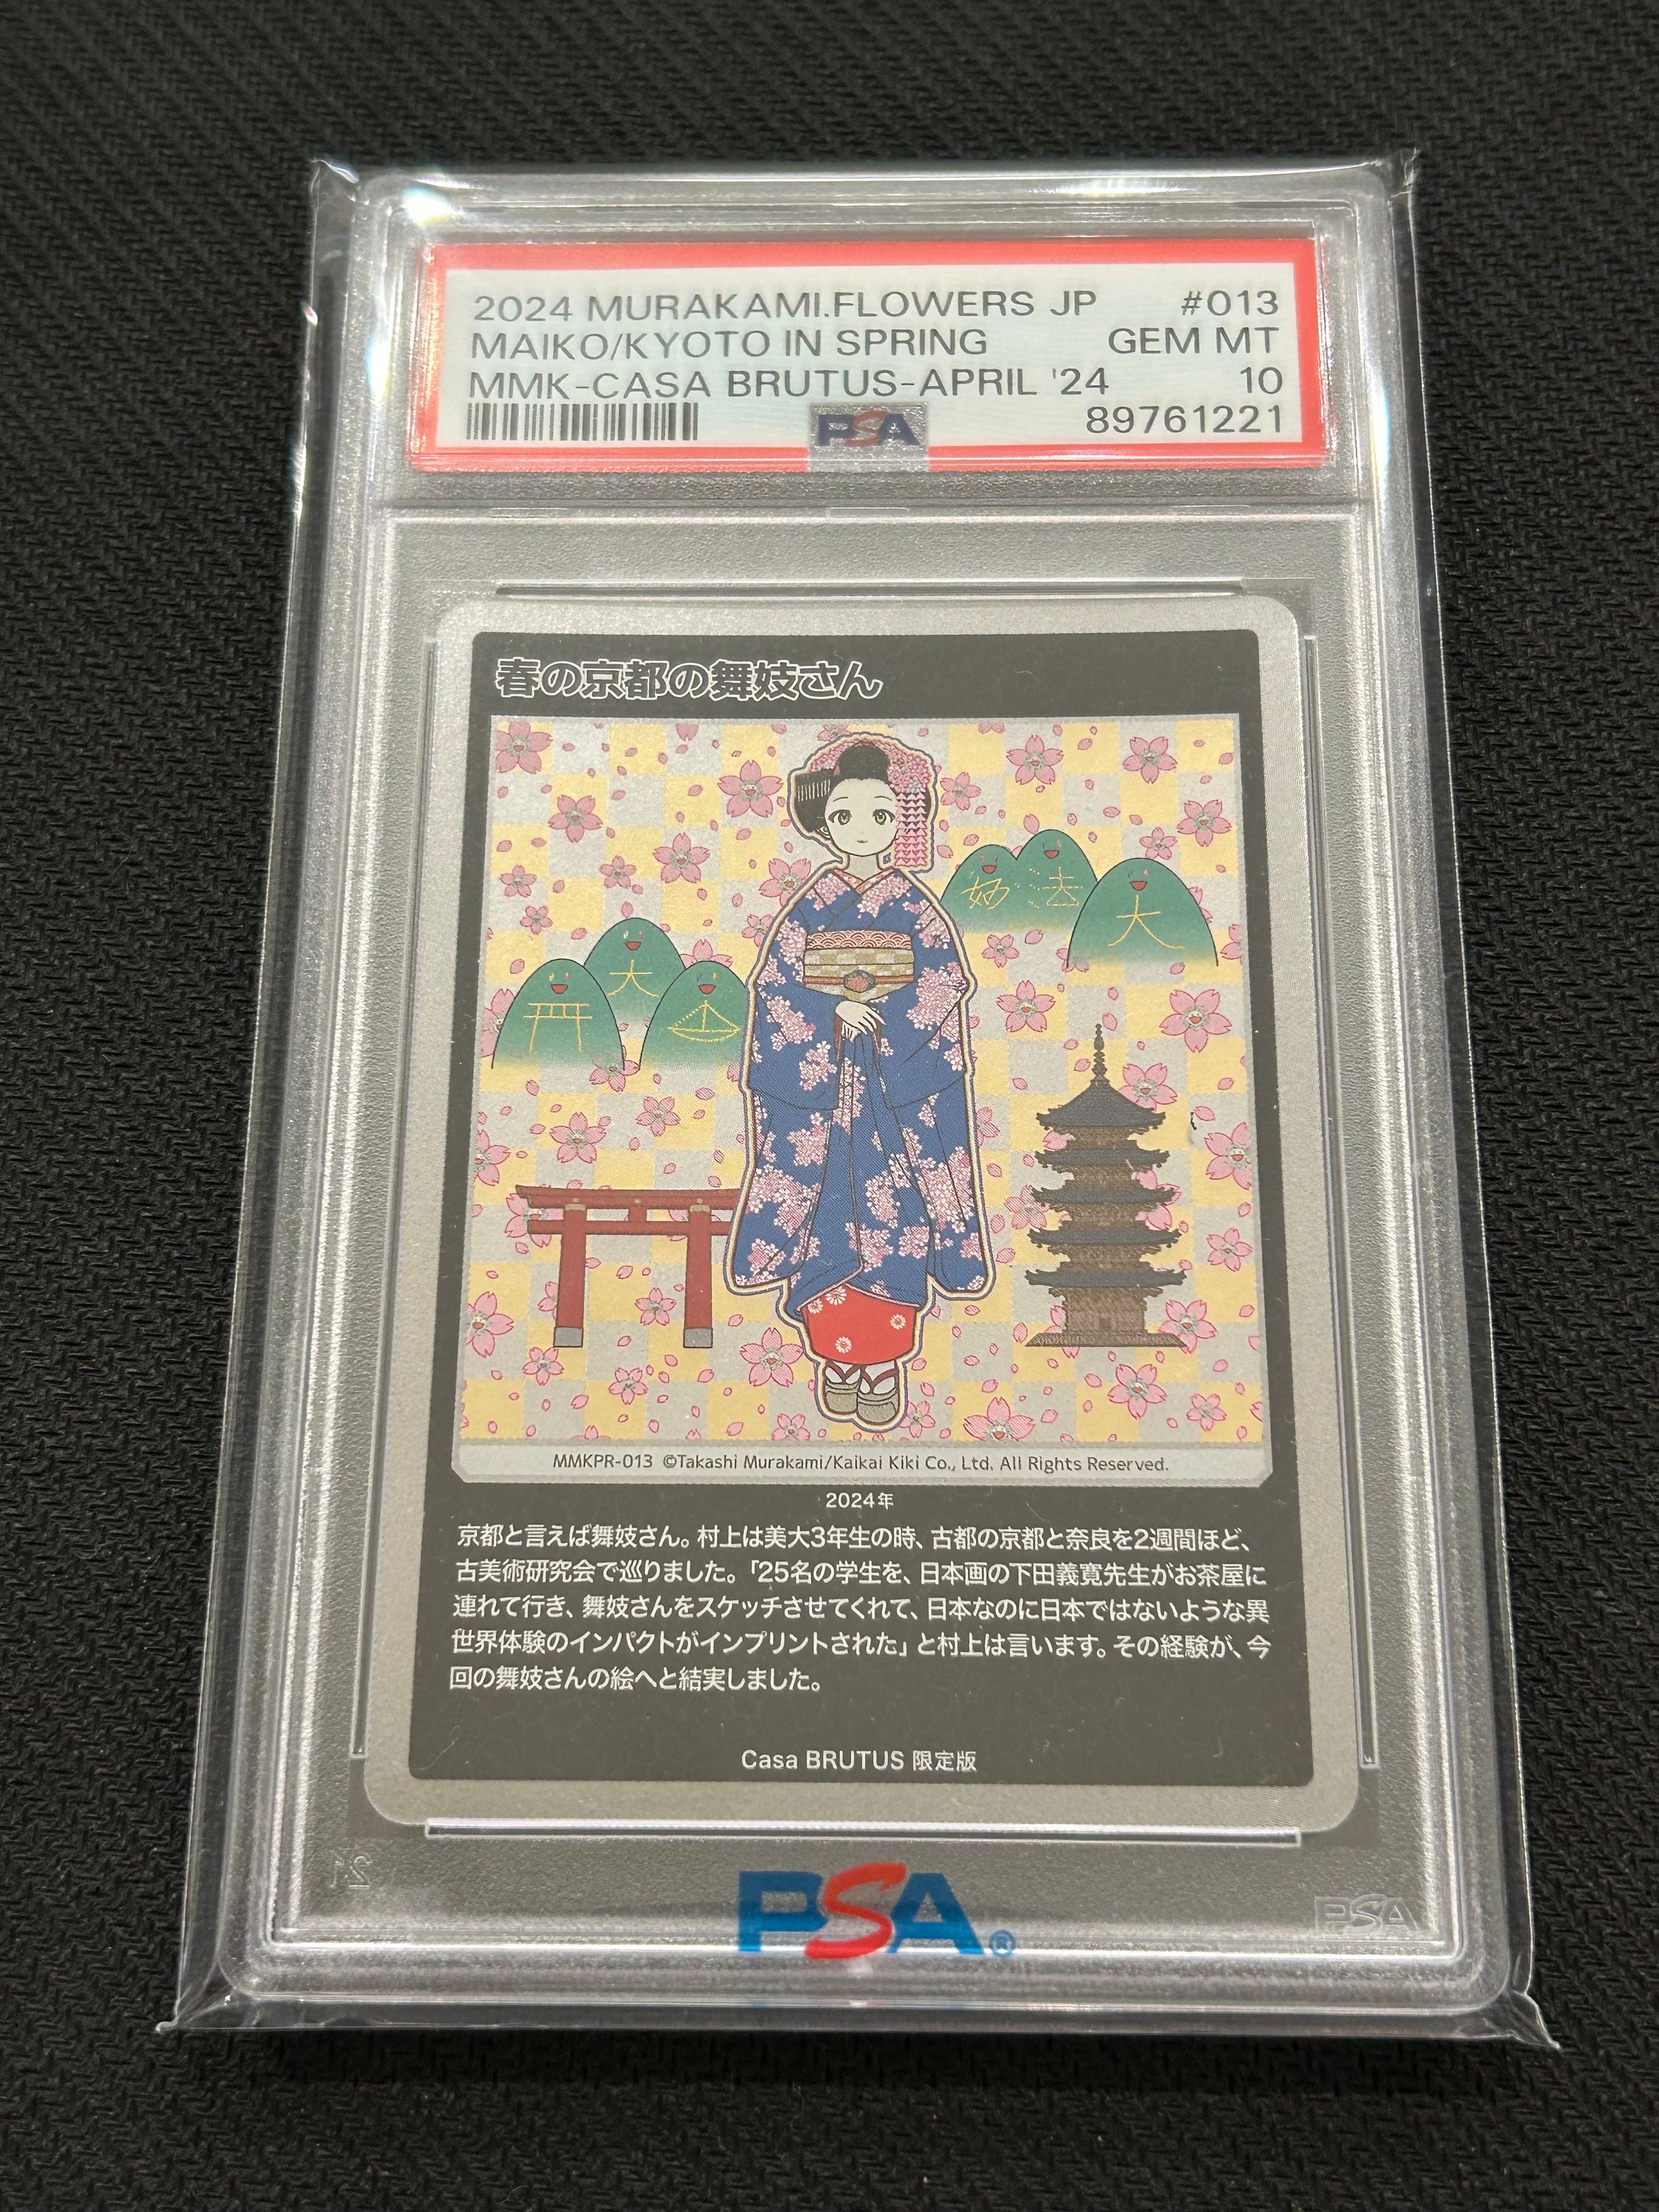 2024 MURAKAMI.FLOWERS JP #013
MAIKO/KYOTO IN SPRING GEM MT
MMK-CASA BRUTUS-APRIL '24 10
PSA 89761221
春の京都の舞妓さん
妙 法
大
大
MMKPR-013 ©Takashi Murakami/Kaikai Kiki Co., Ltd. All Rights Reserved.
2024年
京都と言えば舞妓さん。村上は美大3年生の時、古都の京都と奈良を2週間ほど、
古美術研究会で巡りました。「25名の学生を、日本画の下田義寛先生がお茶屋に
連れて行き、舞妓さんをスケッチさせてくれて、日本なのに日本ではないような異
世界体験のインパクトがインプリントされた」と村上は言います。その経験が、今
回の舞妓さんの絵へと結実しました。
Casa BRUTUS 限定版
21
PSA
PSA®